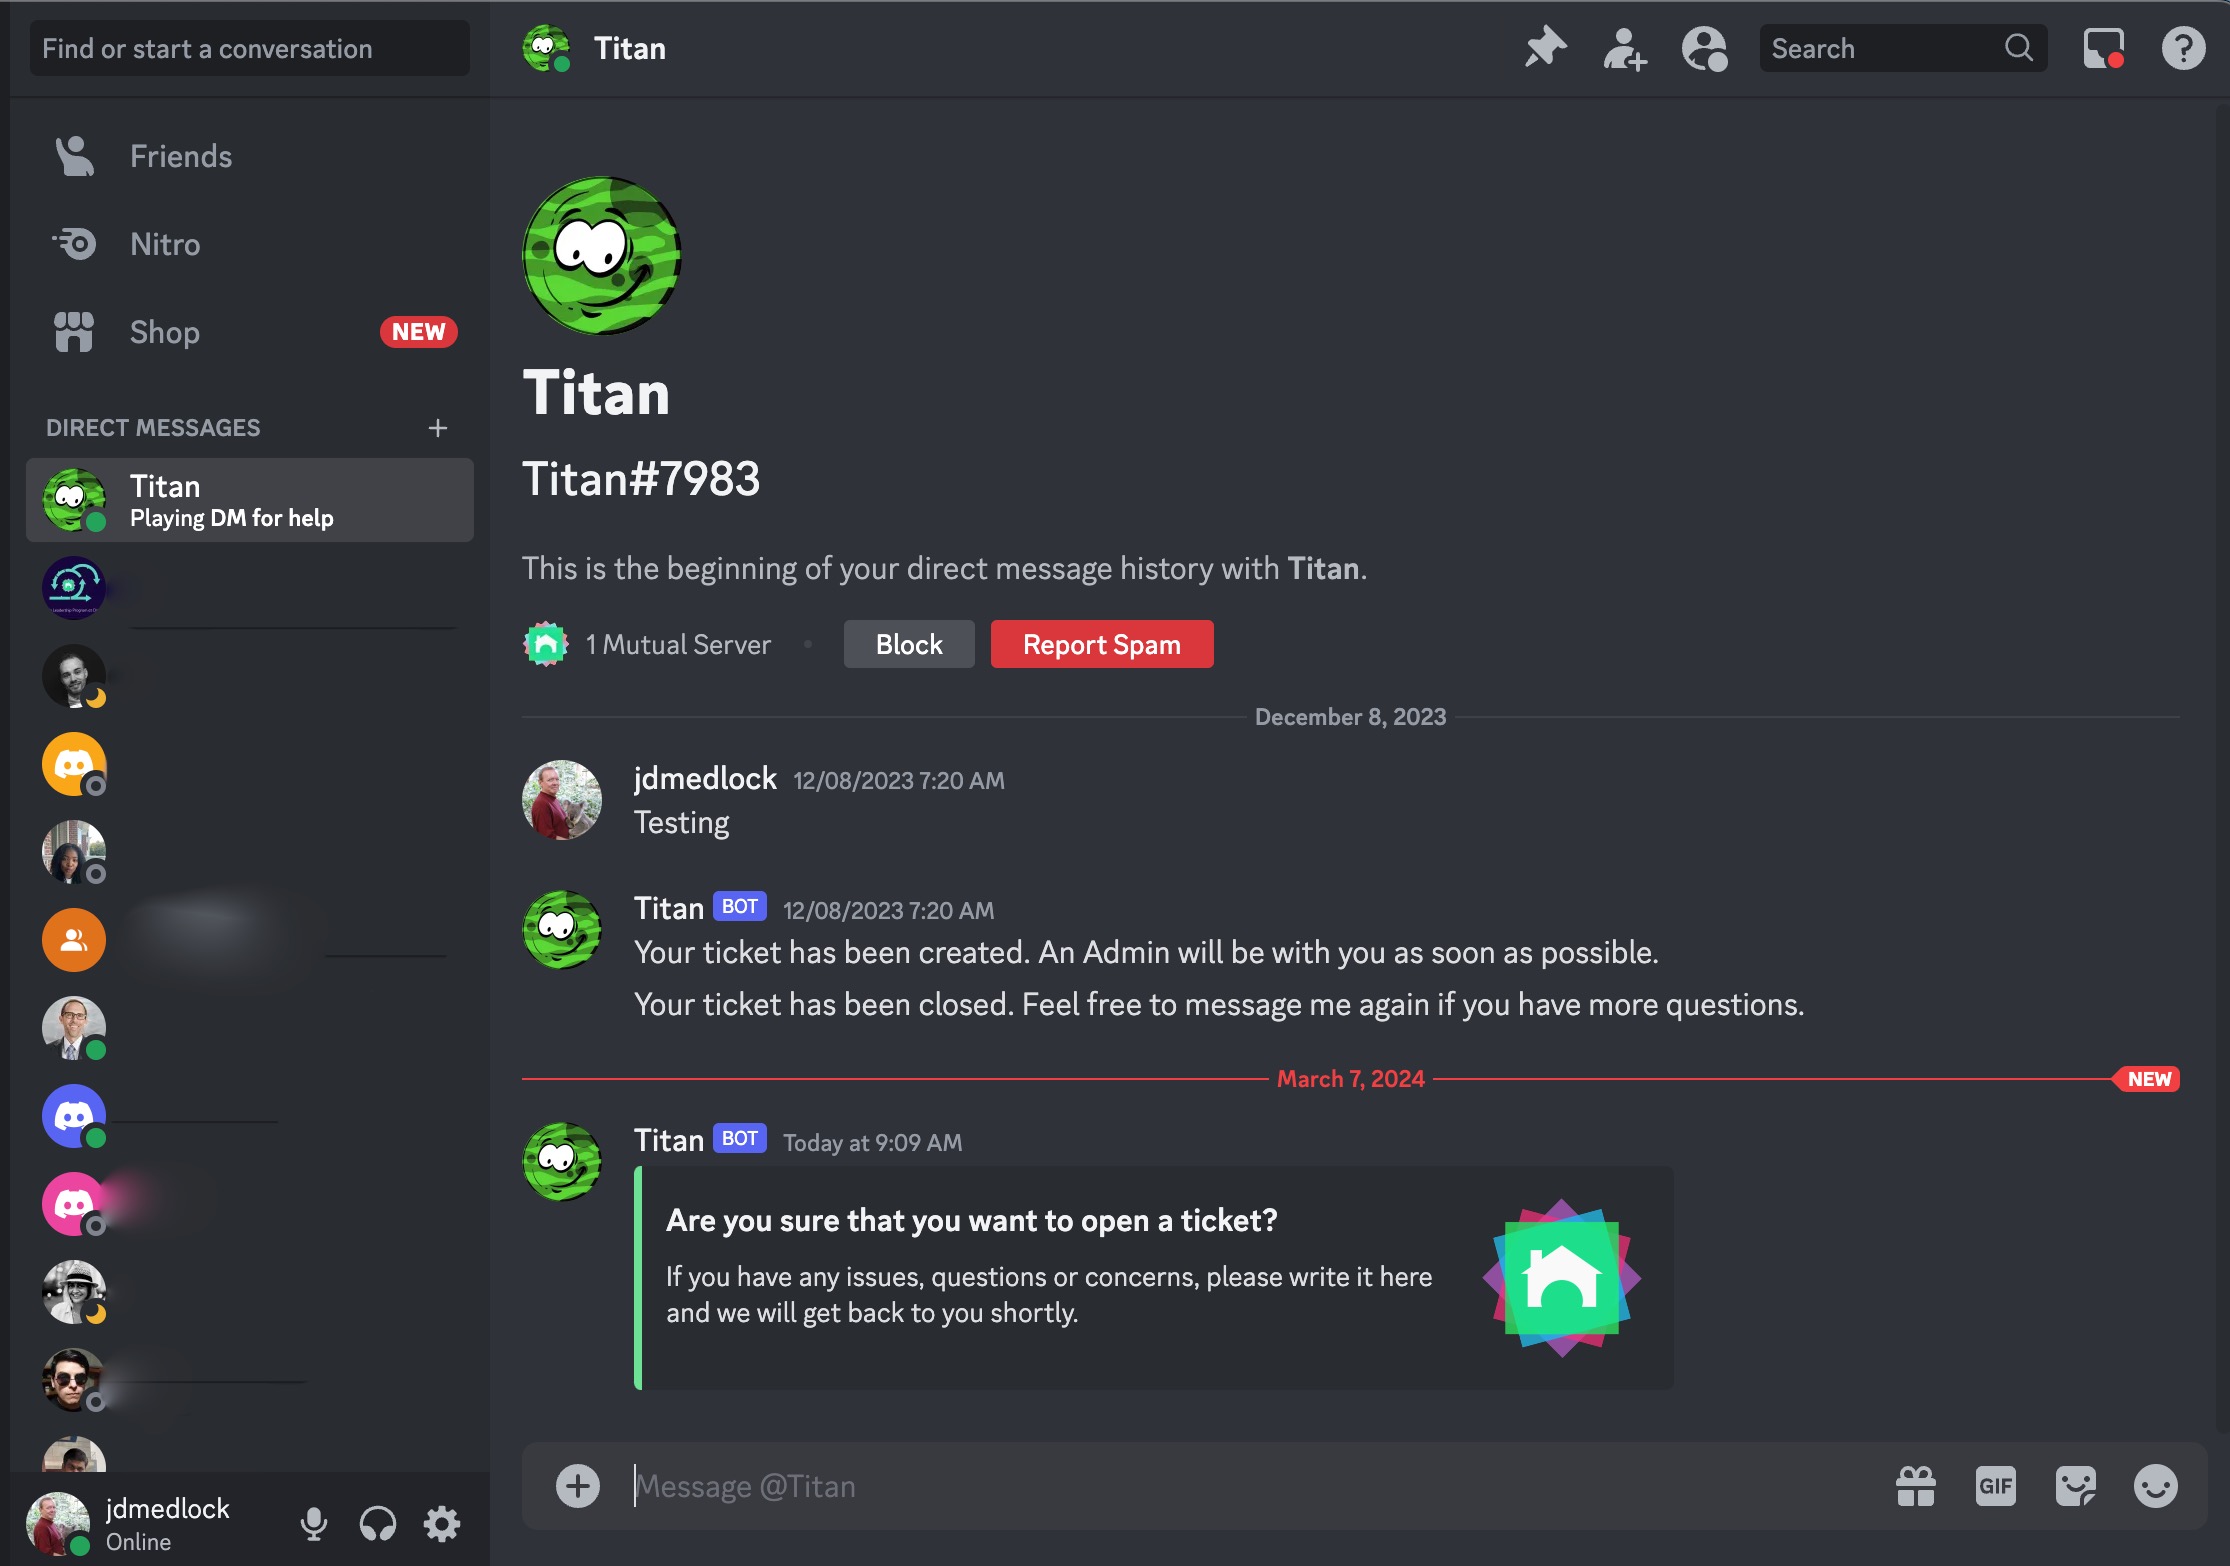 Find or start a conversation
Friends
Nitro
Shop
NEW
DIRECT MESSAGES
Titan
Playing DM for help
jdmedlock
Online
Titan
Search
Titan
Titan#7983
This is the beginning of your direct message history with Titan.
1 Mutual Server
Block
Report Spam
December 8, 2023
jdmedlock 12/08/2023 7:20 AM
Testing
Titan BOT 12/08/2023 7:20 AM
Your ticket has been created. An Admin will be with you as soon as possible.
Your ticket has been closed. Feel free to message me again if you have more questions.
March 7, 2024
NEW
Titan BOT Today at 9:09 AM
Are you sure that you want to open a ticket?
If you have any issues, questions or concerns, please write it here
and we will get back to you shortly.
Message @Titan
GIF